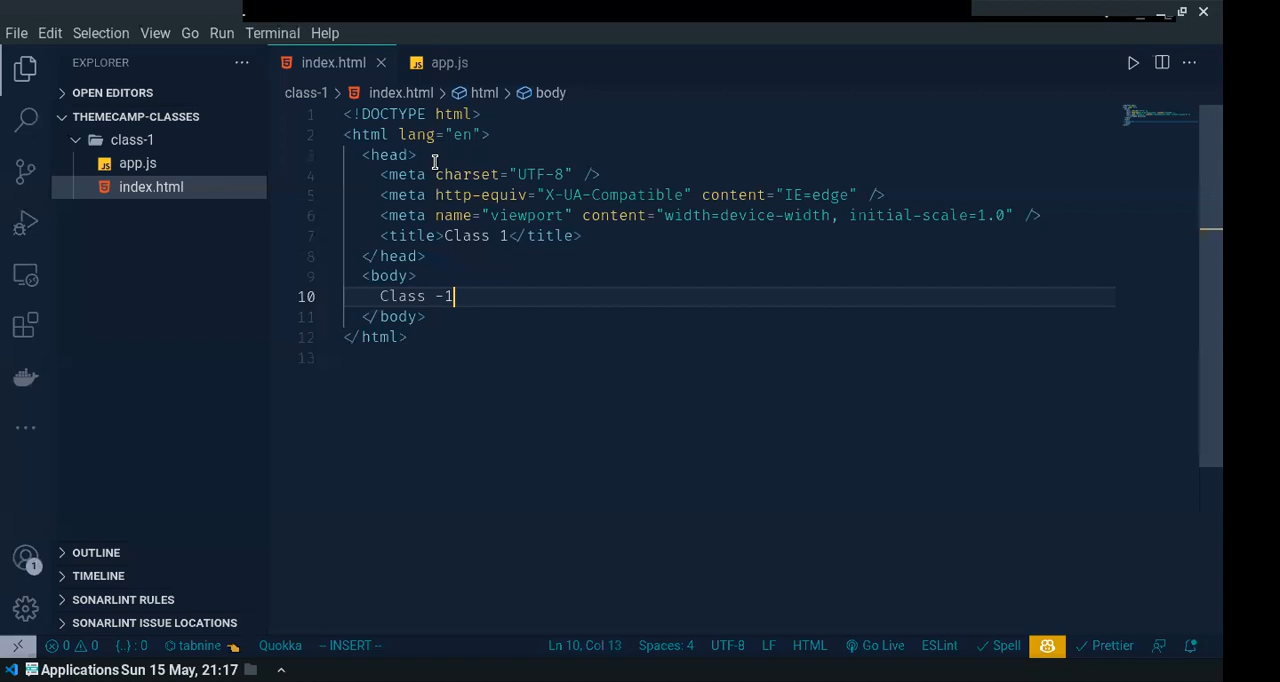 File Edit Selection View Go Run Terminal Help
EXPLORER ...
index.html
app.js
OPEN EDITORS
class-1 > index.html > html > body
THEMECAMP-CLASSES
class-1
app.js
index.html
1 <!DOCTYPE html>
2 <html lang="en">
3 <head>
4 <meta charset="UTF-8" />
5 <meta http-equiv="X-UA-Compatible" content="IE=edge" />
6 <meta name="viewport" content="width=device-width, initial-scale=1.0" />
7 <title>Class 1</title>
8 </head>
9 <body>
10 Class -1
11 </body>
12 </html>
13
OUTLINE
1
TIMELINE
SONARLINT RULES
SONARLINT ISSUE LOCATIONS
0 0 {..} : 0 tabnine Quokka -- INSERT -- Ln 10, Col 13 Spaces: 4 UTF-8 LF HTML Go Live ESLint Spell Prettier
Applications Sun 15 May, 21:17